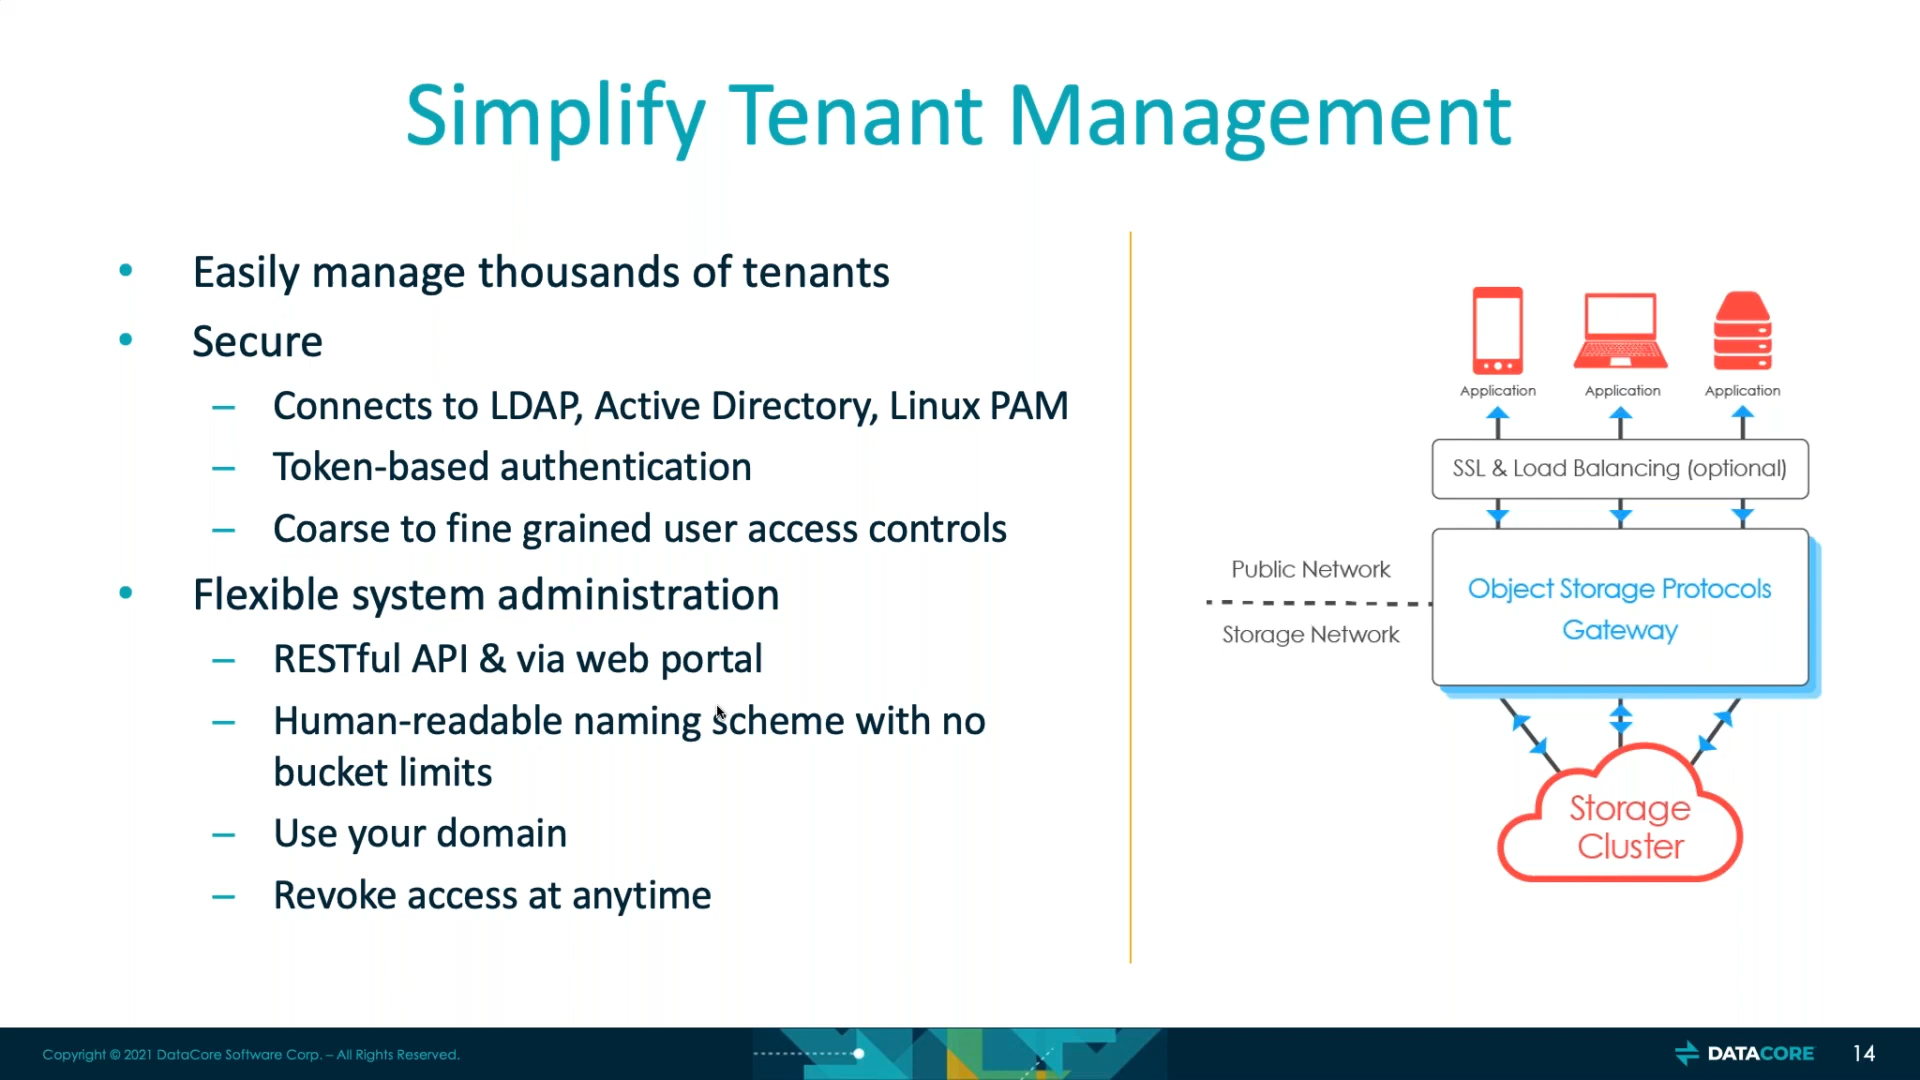 Simplify Tenant Management
• Easily manage thousands of tenants
• Secure
– Connects to LDAP, Active Directory, Linux PAM
– Token-based authentication
– Coarse to fine grained user access controls
• Flexible system administration
– RESTful API & via web portal
– Human-readable naming scheme with no
bucket limits
– Use your domain
– Revoke access at anytime
Application Application Application
SSL & Load Balancing (optional)
Public Network
Storage Network
Object Storage Protocols
Gateway
Storage
Cluster
Copyright © 2021 DataCore Software Corp. – All Rights Reserved.
DATACORE
14